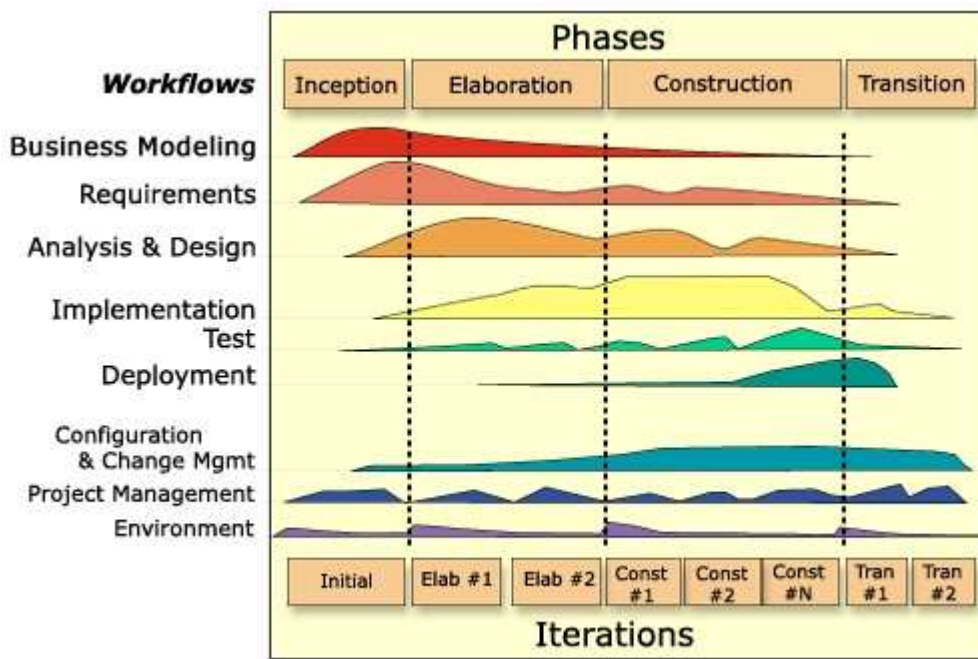 Phases
Workflows
Inception
Elaboration
Construction
Transition
Business Modeling
Requirements
Analysis & Design
Implementation
Test
Deployment
Configuration
& Change Mgmt
Project Management
Environment
Initial
Elab #1
Elab #2
Const
#1
Const
#2
Const
#N
Tran
#1
Tran
#2
Iterations